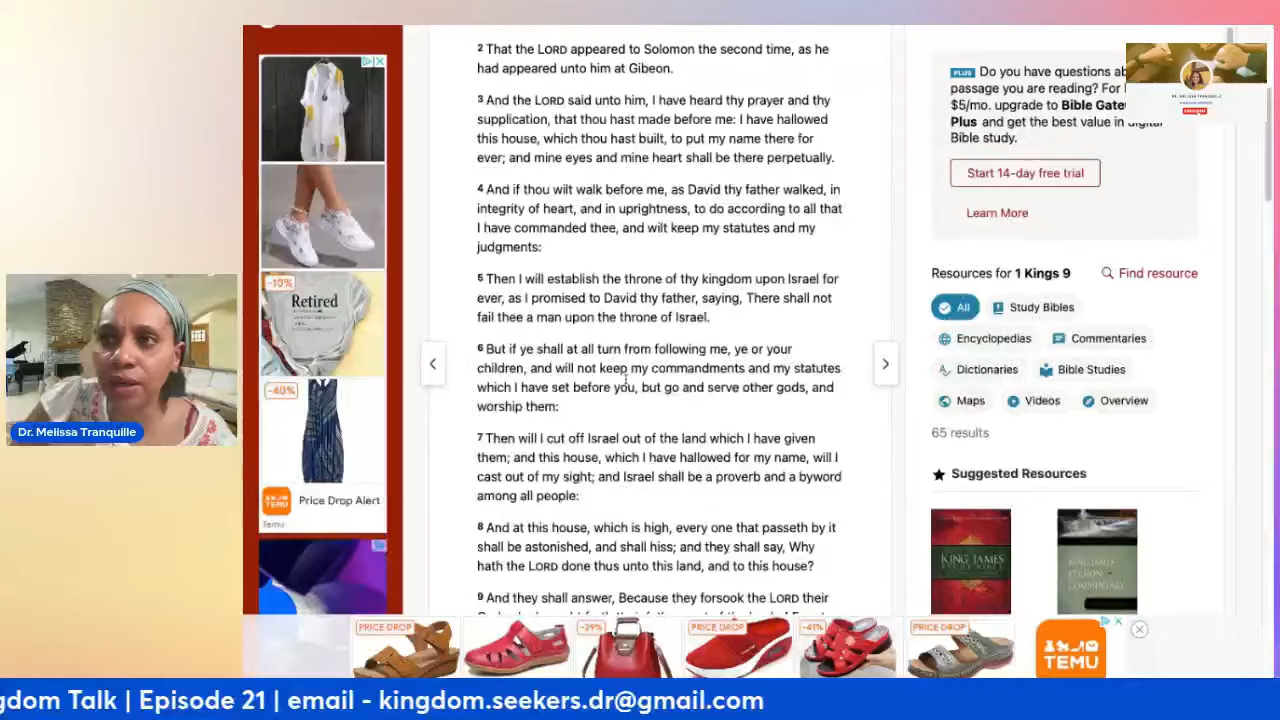 2 That the LORD appeared to Solomon the second time, as he
had appeared unto him at Gibeon.
3 And the LORD said unto him, I have heard thy prayer and thy
supplication, that thou hast made before me: I have hallowed
this house, which thou hast built, to put my name there for
ever; and mine eyes and mine heart shall be there perpetually.
4 And if thou wilt walk before me, as David thy father walked, in
integrity of heart, and in uprightness, to do according to all that
I have commanded thee, and wilt keep my statutes and my
judgments:
5 Then I will establish the throne of thy kingdom upon Israel for
ever, as I promised to David thy father, saying, There shall not
fail thee a man upon the throne of Israel.
6 But if ye shall at all turn from following me, ye or your
children, and will not keep my commandments and my statutes
which I have set before you, but go and serve other gods, and
worship them:
7 Then will I cut off Israel out of the land which I have given
them; and this house, which I have hallowed for my name, will I
cast out of my sight; and Israel shall be a proverb and a byword
among all people:
8 And at this house, which is high, every one that passeth by it
shall be astonished, and shall hiss; and they shall say, Why
hath the LORD done thus unto this land, and to this house?
9 And they shall answer, Because they forsook the LORD their
-10%
Retired
-40%
TEMU
Price Drop Alert
Temu
Dr. Melissa Tranquille
PLUS Do you have questions
passage you are reading? For
$5/mo. upgrade to Bible
Plus and get the best value in digital
Bible study.
Start 14-day free trial
Learn More
Resources for 1 Kings 9
Find resource
All
Study Bibles
Encyclopedias
Commentaries
Dictionaries
Bible Studies
Maps
Videos
Overview
65 results
Suggested Resources
KING JAMES
KING JAMES
VERSION
COMMENTARY
PRICE DROP
-29%
PRICE DROP
-41%
PRICE DROP
TEMU
gdom Talk | Episode 21 | email - kingdom.seekers.dr@gmail.com